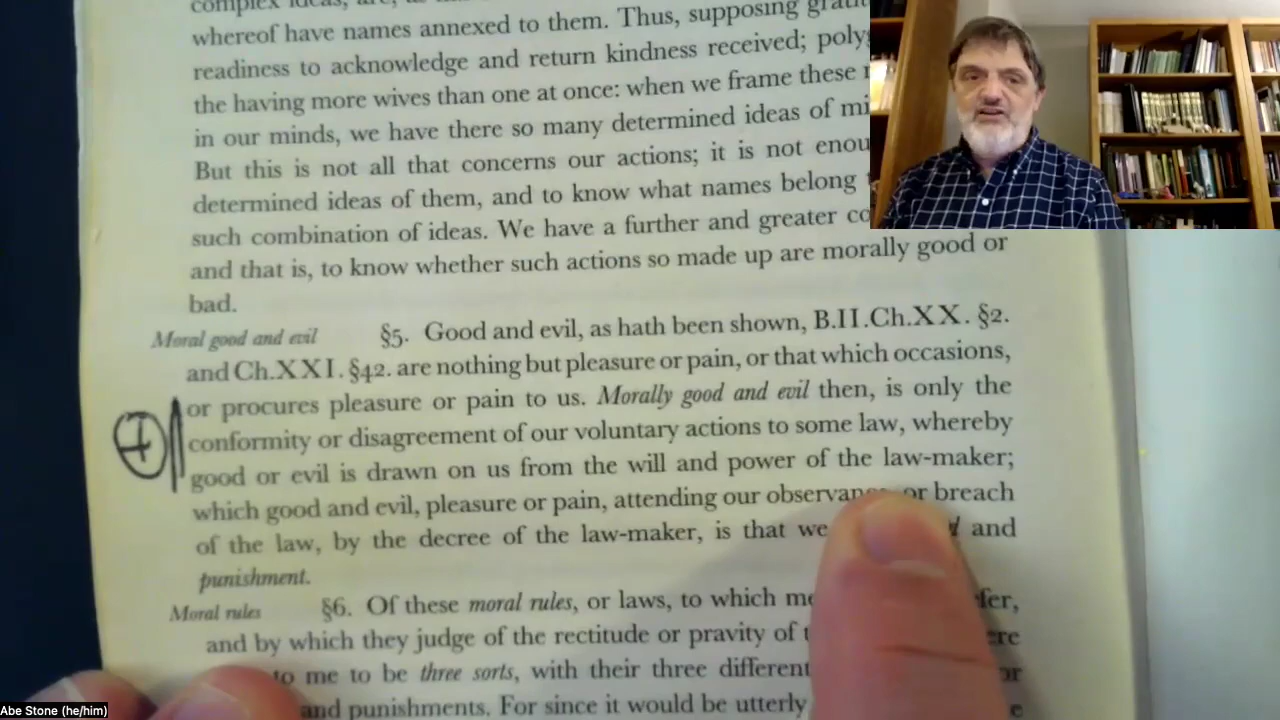 complex ideas, are,
whereof have names annexed to them. Thus, supposing
readiness to acknowledge and return kindness received;
the having more wives than one at once: when we frame these
in our minds, we have there so many determined ideas of
But this is not all that concerns our actions; it is not
determined ideas of them, and to know what names belong
such combination of ideas. We have a further and greater
and that is, to know whether such actions so made up are morally good or
bad.
Moral good and evil §5. Good and evil, as hath been shown, B.II.Ch.XX. §2.
and Ch.XXI. §42. are nothing but pleasure or pain, or that which occasions,
or procures pleasure or pain to us. Morally good and evil then, is only the
conformity or disagreement of our voluntary actions to some law, whereby
good or evil is drawn on us from the will and power of the law-maker;
which good and evil, pleasure or pain, attending our observance, or breach
of the law, by the decree of the law-maker, is that we and
punishment.
Moral rules §6. Of these moral rules, or laws, to which
and by which they judge of the rectitude or pravity of
to me to be three sorts, with their three different
and punishments. For since it would be utterly
Abe Stone (he/him)